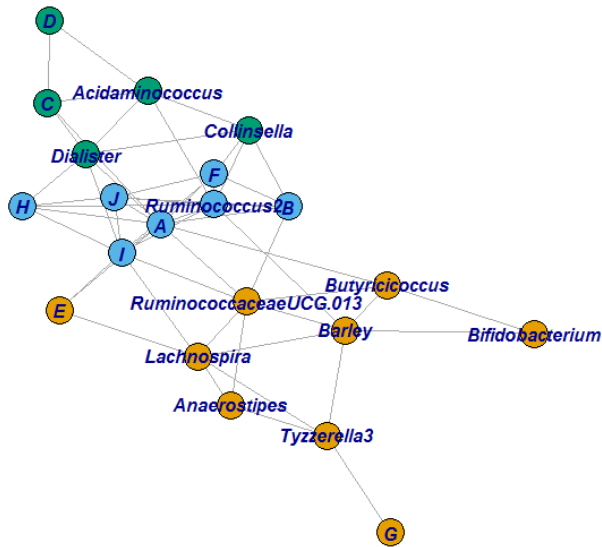 D
Acidaminococcus
C
Collinsella
Dialister
F
J
H
Ruminococcus2
B
A
I
Butyricicoccus
RuminococcaceaeUCG.013
E
Barley
Bifidobacterium
Lachnospira
Anaerostipes
Tyzzerella3
G